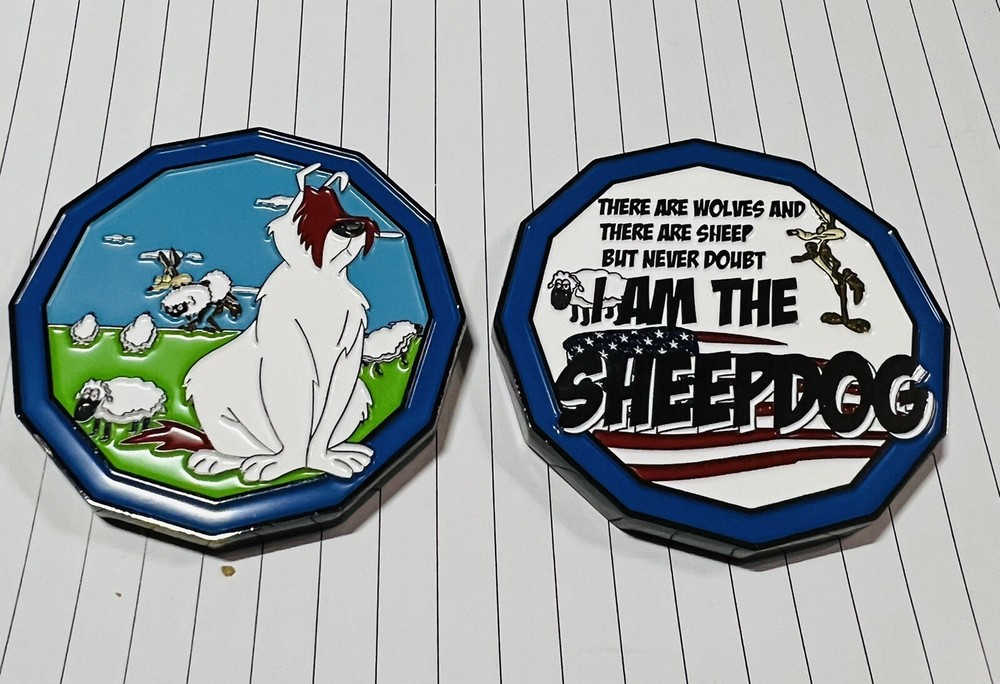 THERE ARE WOLVES AND
THERE ARE SHEEP
BUT NEVER DOUBT
I AM THE
SHEEPDOG